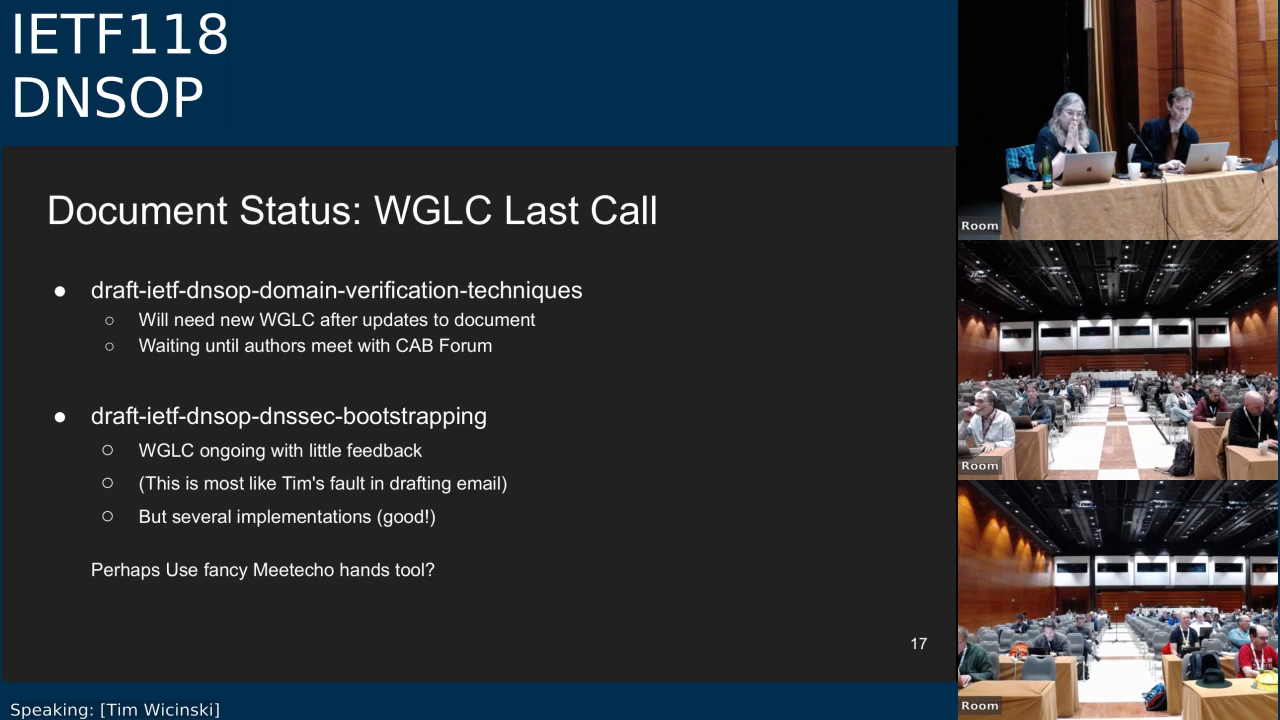 IETF118
DNSOP
Document Status: WGLC Last Call
● draft-ietf-dnsop-domain-verification-techniques
○ Will need new WGLC after updates to document
○ Waiting until authors meet with CAB Forum
● draft-ietf-dnsop-dnssec-bootstrapping
○ WGLC ongoing with little feedback
○ (This is most like Tim's fault in drafting email)
○ But several implementations (good!)
Perhaps Use fancy Meetecho hands tool?
17
Speaking: [Tim Wicinski]
Room
Room
Room